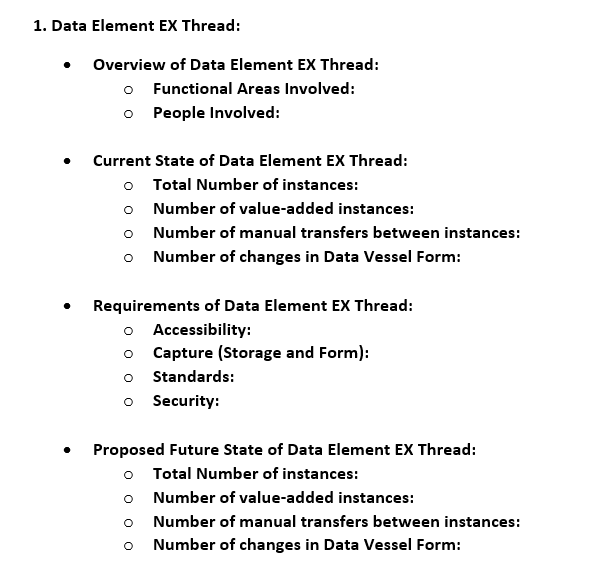 1. Data Element EX Thread:
• Overview of Data Element EX Thread:
o Functional Areas Involved:
o People Involved:
• Current State of Data Element EX Thread:
o Total Number of instances:
o Number of value-added instances:
o Number of manual transfers between instances:
o Number of changes in Data Vessel Form:
• Requirements of Data Element EX Thread:
o Accessibility:
o Capture (Storage and Form):
o Standards:
o Security:
• Proposed Future State of Data Element EX Thread:
o Total Number of instances:
o Number of value-added instances:
o Number of manual transfers between instances:
o Number of changes in Data Vessel Form: